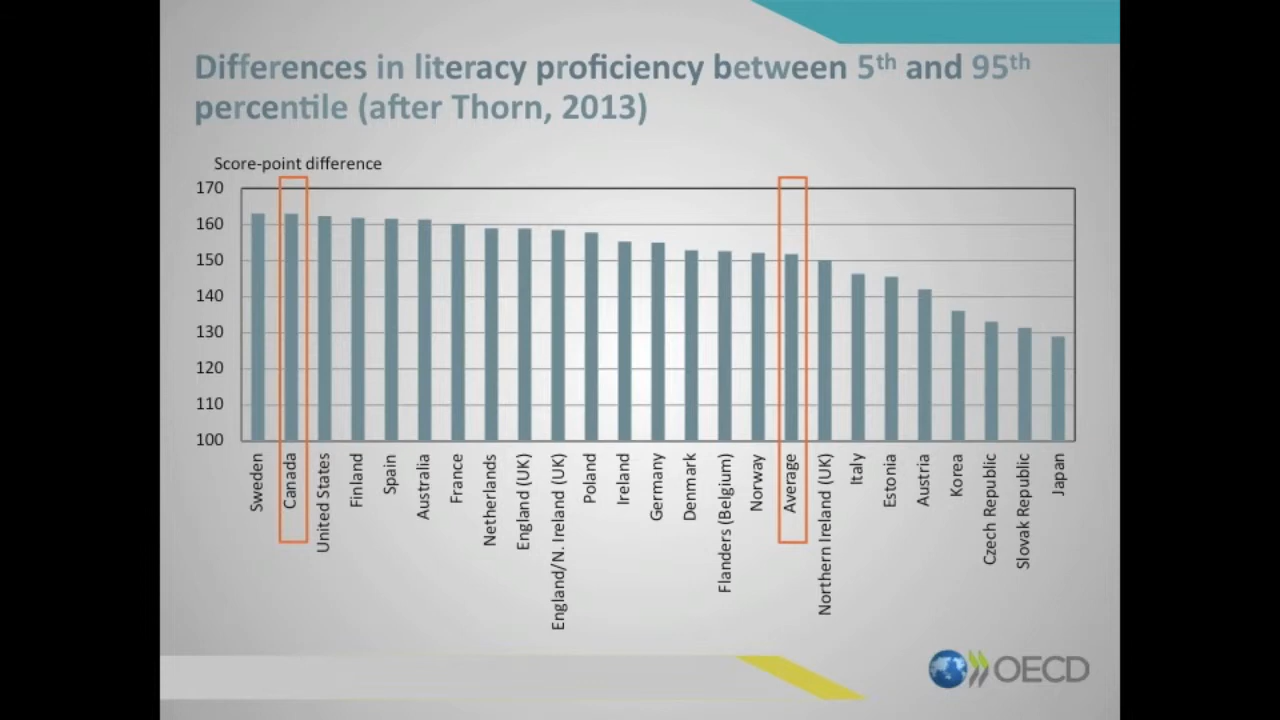 Differences in literacy proficiency between 5th and 95th
percentile (after Thorn, 2013)
Score-point difference
170
160
150
140
130
120
110
100
Sweden
Canada
United States
Finland
Spain
Australia
France
Netherlands
England (UK)
England/N. Ireland (UK)
Poland
Ireland
Germany
Denmark
Flanders (Belgium)
Norway
Average
Northern Ireland (UK)
Italy
Estonia
Austria
Korea
Czech Republic
Slovak Republic
Japan
OECD